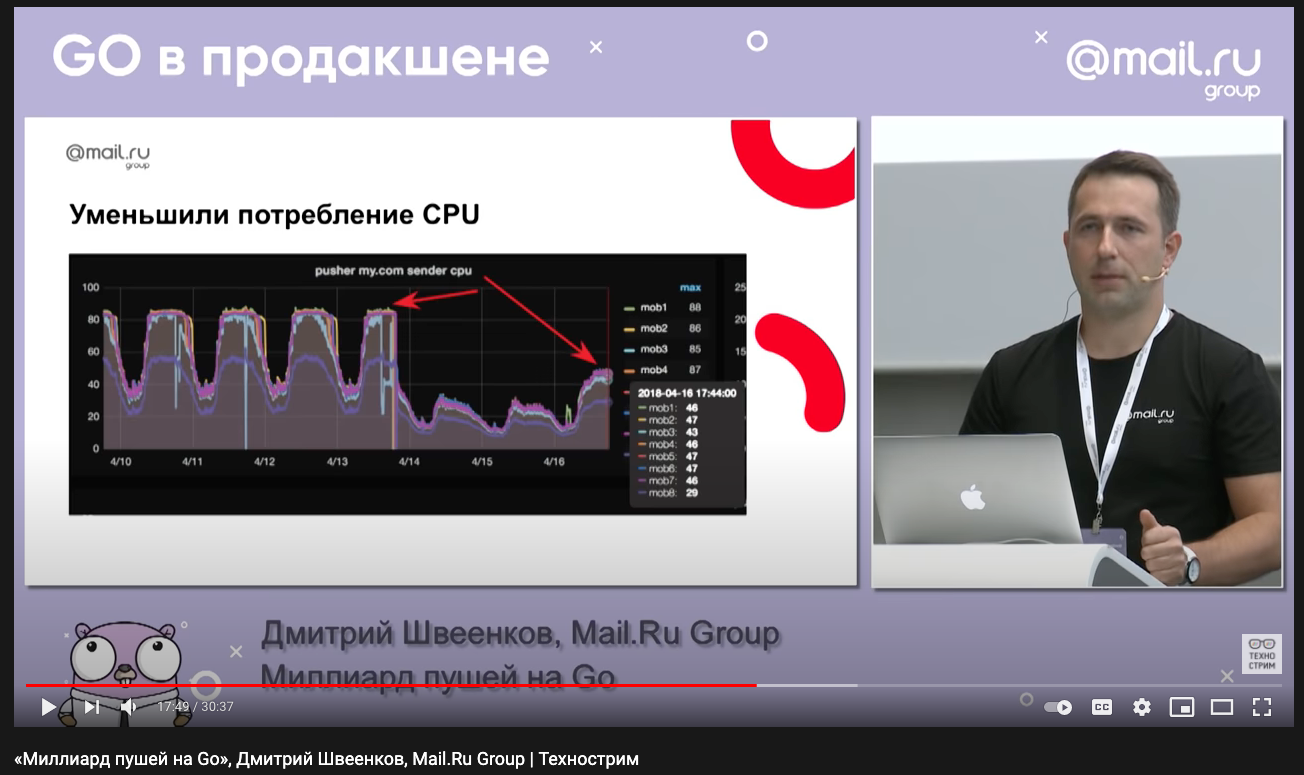 GO в продакшене
@mail.ru
group
@mail.ru
group
Уменьшили потребление CPU
pusher my.com sender cpu
100
80
60
40
20
0
4/10
4/11
4/12
4/13
4/14
4/15
4/16
max
mob1 88
mob2 86
mob3 85
mob4 87
25
20
15
2018-04-16 17:44:00
mob1: 46
mob2: 47
mob3: 43
mob4: 46
mob5: 47
mob6: 47
mob7: 46
mob8: 29
mail.ru
group
Дмитрий Швеенков, Mail.Ru Group
Миллиард пушей на Go
ТЕХНО
СТРИМ
17:49 / 30:37
CC
«Миллиард пушей на Go», Дмитрий Швеенков, Mail.Ru Group | Технострим